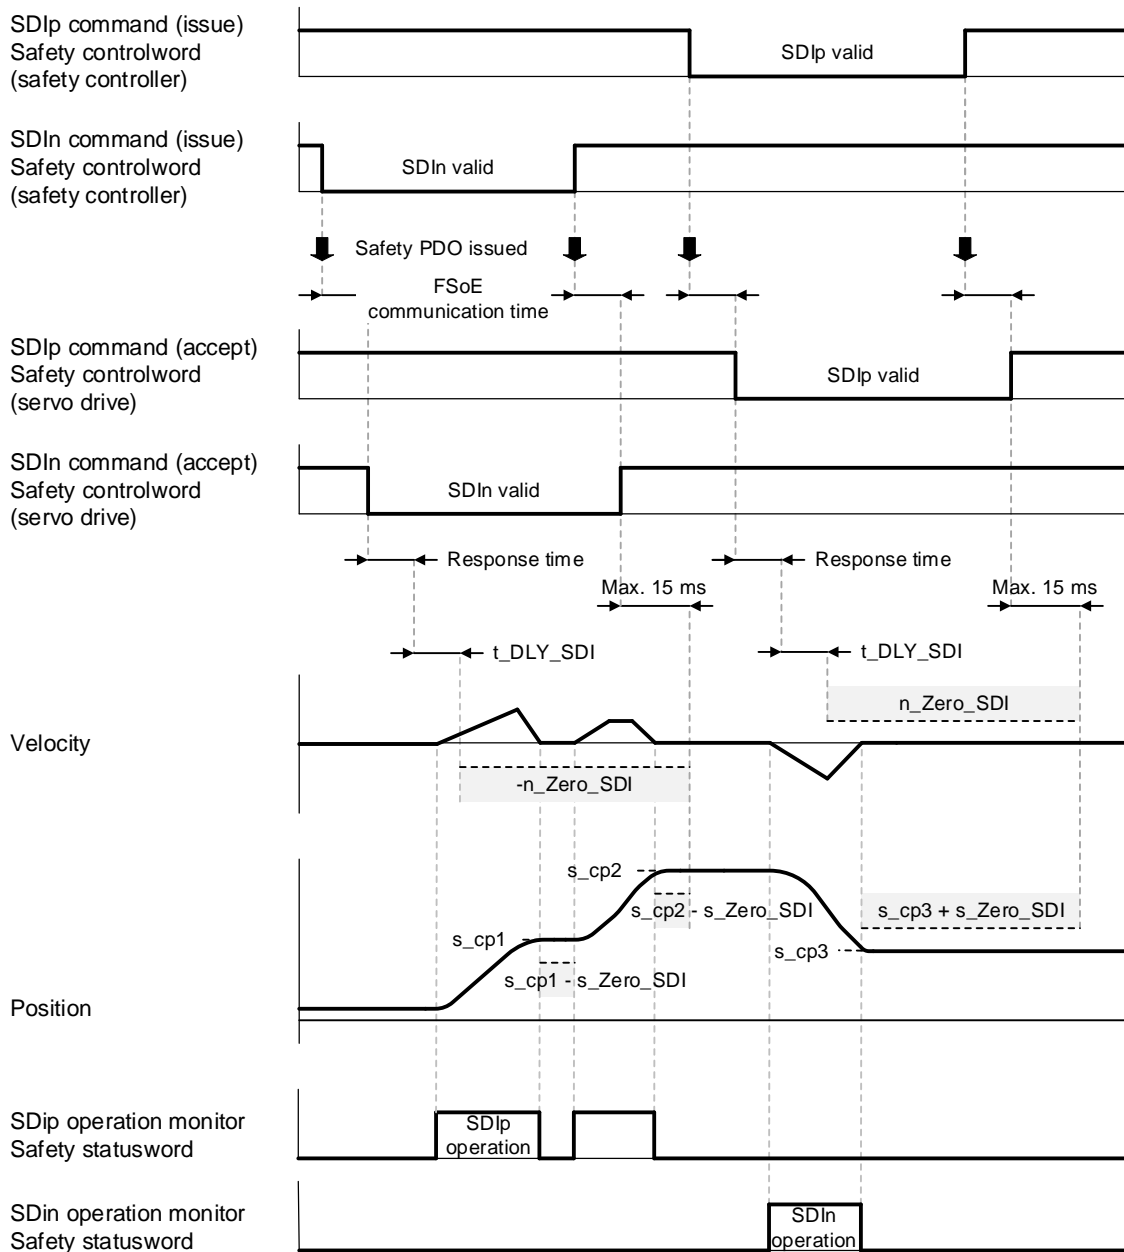 SDIp command (issue)
Safety controlword
(safety controller)
SDIp valid
SDIn command (issue)
Safety controlword
(safety controller)
SDIn valid
Safety PDO issued
FSoE
communication time
SDIp command (accept)
Safety controlword
(servo drive)
SDIp valid
SDIn command (accept)
Safety controlword
(servo drive)
SDIn valid
Response time
Response time
Max. 15 ms
Max. 15 ms
t_DLY_SDI
t_DLY_SDI
n_Zero_SDI
Velocity
-n_Zero_SDI
s_cp2
s_cp2 - s_Zero_SDI
s_cp3 + s_Zero_SDI
s_cp1
s_cp3
s_cp1 - s_Zero_SDI
Position
SDip operation monitor
Safety statusword
SDIp
operation
SDin operation monitor
Safety statusword
SDIn
operation